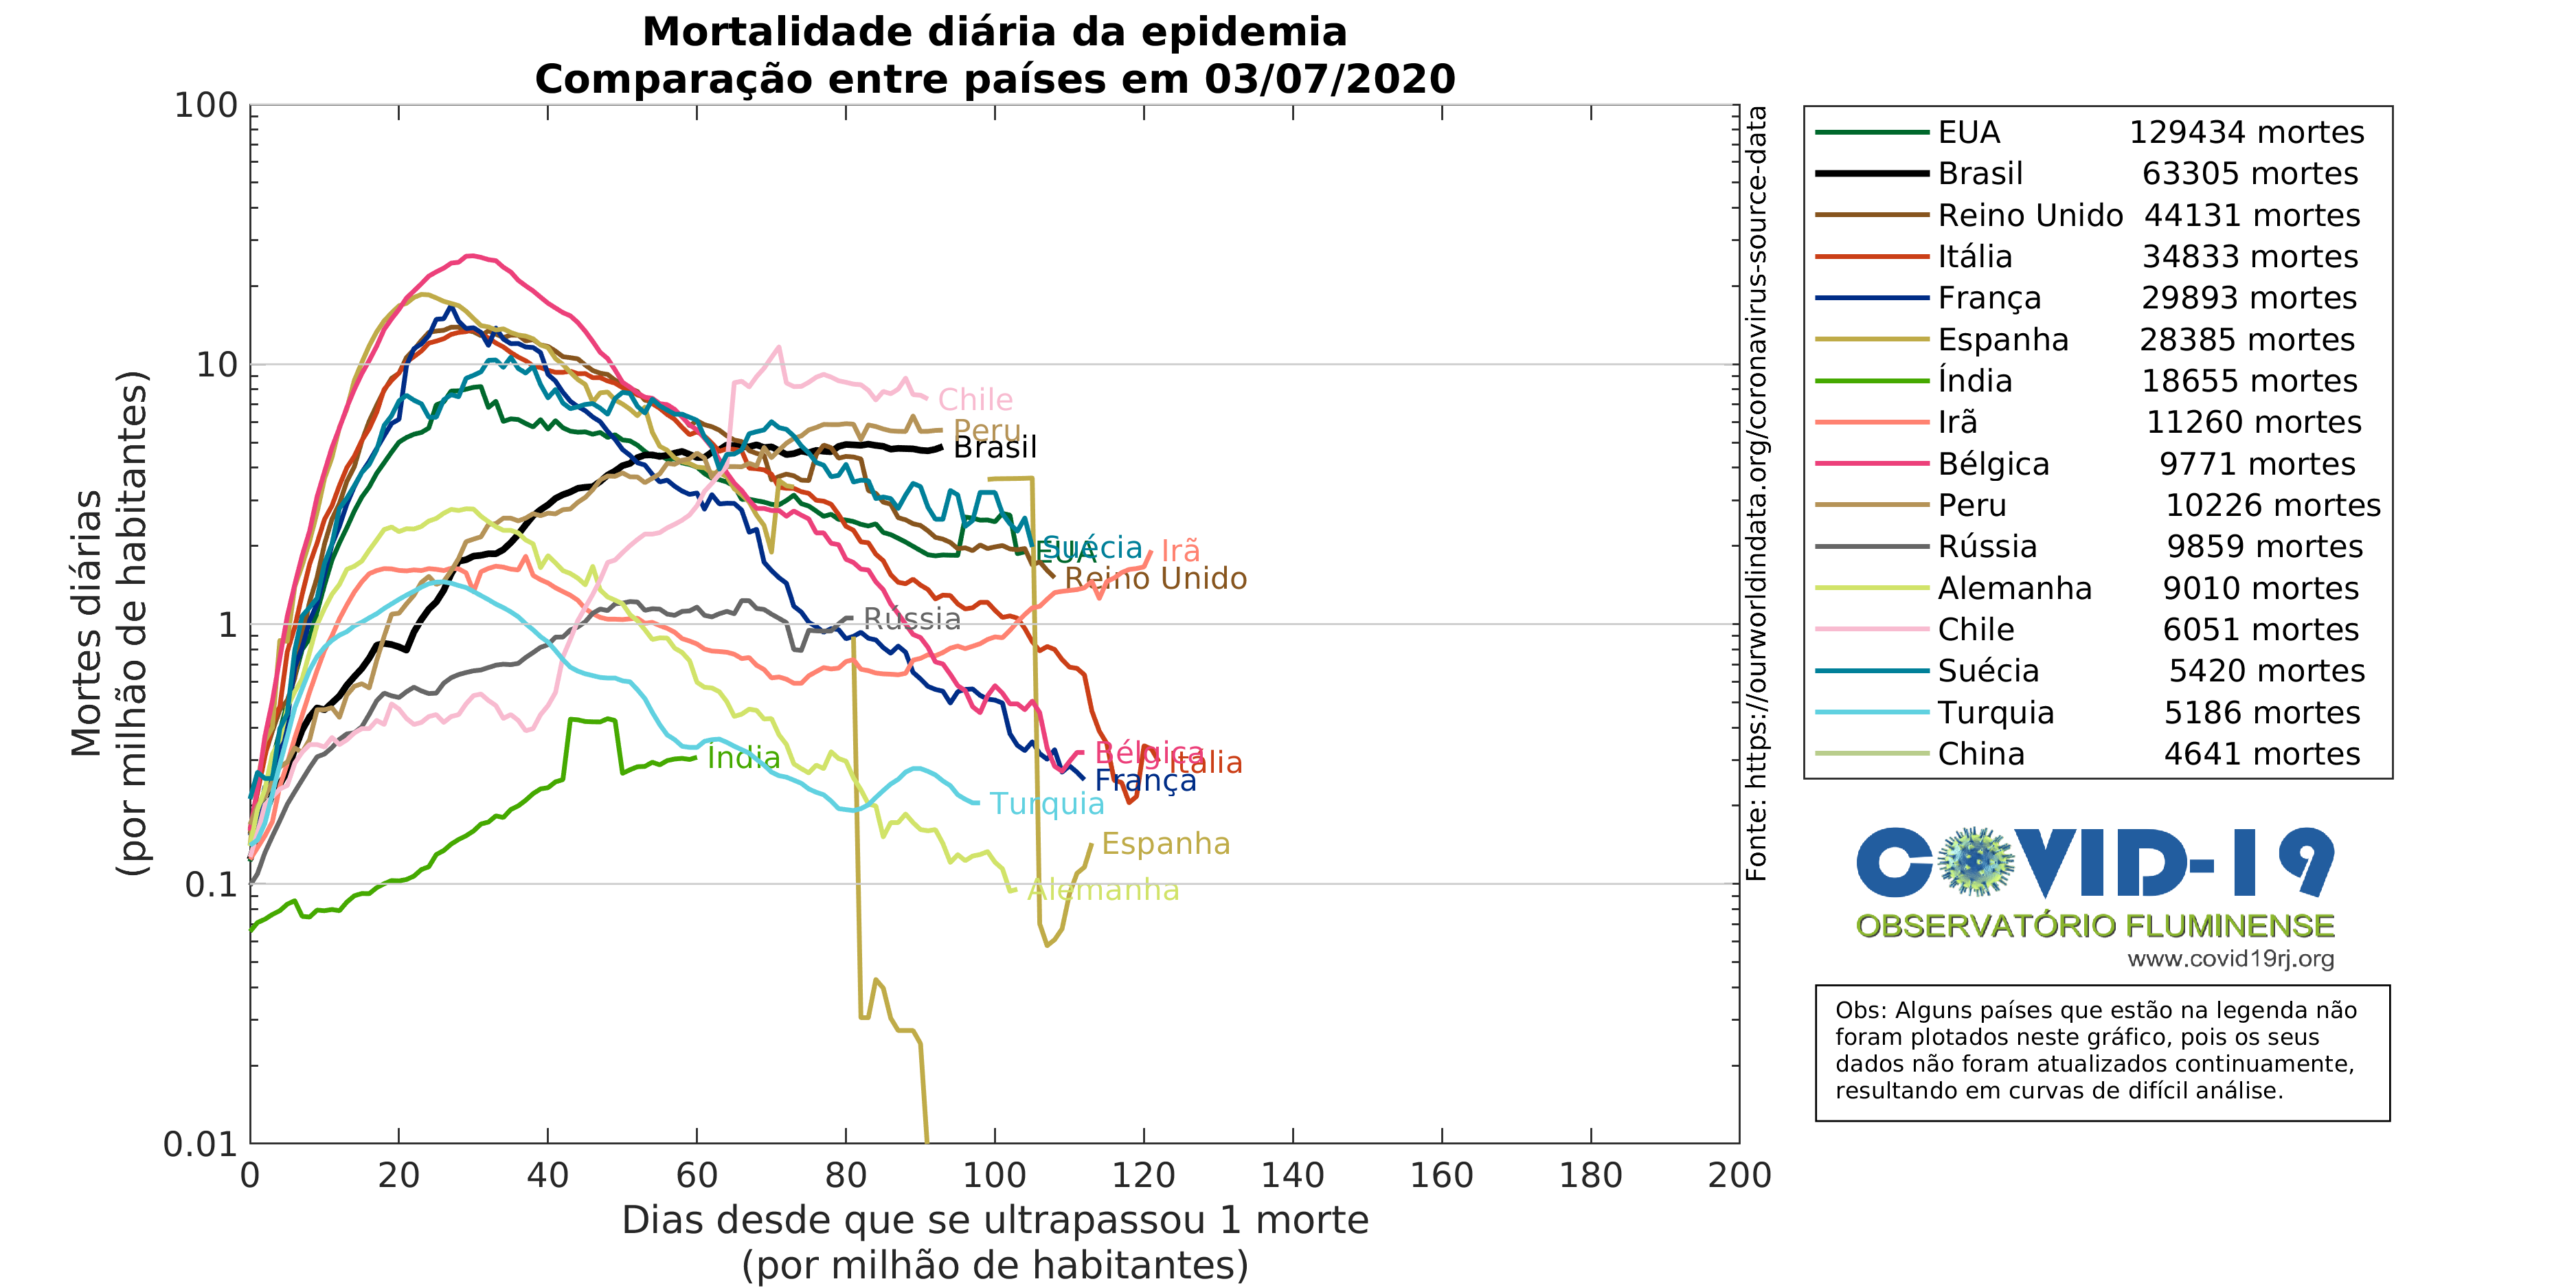 Mortalidade diária da epidemia
Comparação entre países em 03/07/2020
Mortes diárias
(por milhão de habitantes)
100
10
1
0.1
0.01
0
20
40
60
80
100
120
140
160
180
200
Dias desde que se ultrapassou 1 morte
(por milhão de habitantes)
Chile
Peru
Brasil
Suécia
EUA
Irã
Reino Unido
Rússia
Índia
Bélgica
Itália
França
Turquia
Espanha
Alemanha
Fonte: https://ourworldindata.org/coronavirus-source-data
EUA 129434 mortes
Brasil 63305 mortes
Reino Unido 44131 mortes
Itália 34833 mortes
França 29893 mortes
Espanha 28385 mortes
Índia 18655 mortes
Irã 11260 mortes
Bélgica 9771 mortes
Peru 10226 mortes
Rússia 9859 mortes
Alemanha 9010 mortes
Chile 6051 mortes
Suécia 5420 mortes
Turquia 5186 mortes
China 4641 mortes
COVID-19
OBSERVATÓRIO FLUMINENSE
www.covid19rj.org
Obs: Alguns países que estão na legenda não
foram plotados neste gráfico, pois os seus
dados não foram atualizados continuamente,
resultando em curvas de difícil análise.